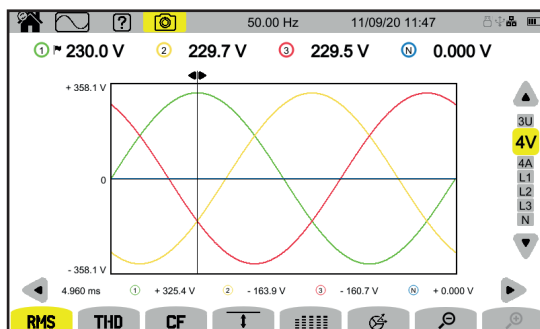 ? 50.00 Hz 11/09/20 11:47
1 230.0 V 2 229.7 V 3 229.5 V N 0.000 V
+ 358.1 V
0
- 358.1 V
3U
4V
4A
L1
L2
L3
N
4.960 ms 1 + 325.4 V 2 - 163.9 V 3 - 160.7 V N + 0.000 V
RMS THD CF